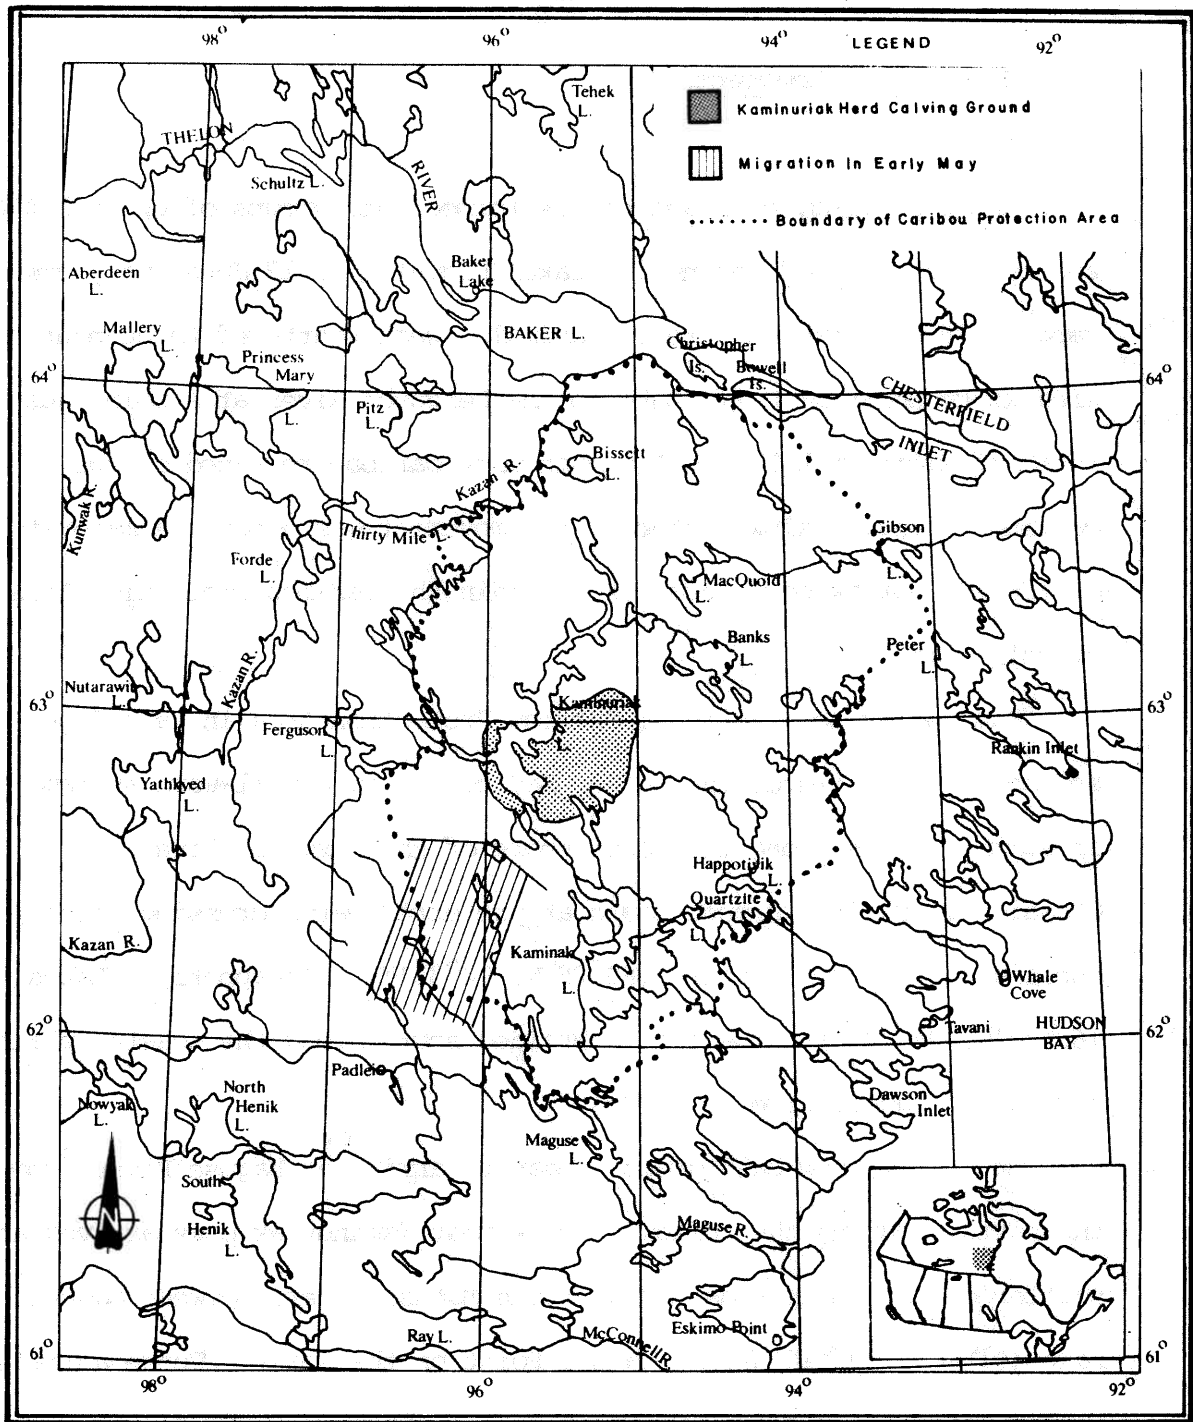 98° 96° 94° 92°
LEGEND
Kaminuriak Herd Calving Ground
Migration In Early May
Boundary of Caribou Protection Area
Tehek
L.
THELON
RIVER
Schultz L.
Aberdeen
L.
Baker
Lake
BAKER L.
Mallery
L.
Princess
Mary
L.
Pitz
L.
Christopher
Is.
Bowell
Is.
64° 64°
CHESTERFIELD
INLET
Bissett
L.
Kazan R.
Kunwak R.
Thirty Mile L.
Gibson
L.
Forde
L.
MacQuoid
L.
Banks
L.
Peter
L.
Kazan R.
Nutarawit
L.
63° 63°
Kaminuriak
L.
Ferguson
L.
Rankin Inlet
Yathkyed
L.
Happotiyik
L.
Quartzite
L.
Kazan R.
Kaminak
L.
Whale
Cove
62° 62°
Tavani
HUDSON
BAY
Padlei
Nowyak
L.
North
Henik
L.
Dawson
Inlet
Maguse
L.
South
Henik
L.
N
Maguse R.
Ray L.
McConnell R.
Eskimo Point
61° 61°
98° 96° 94° 92°